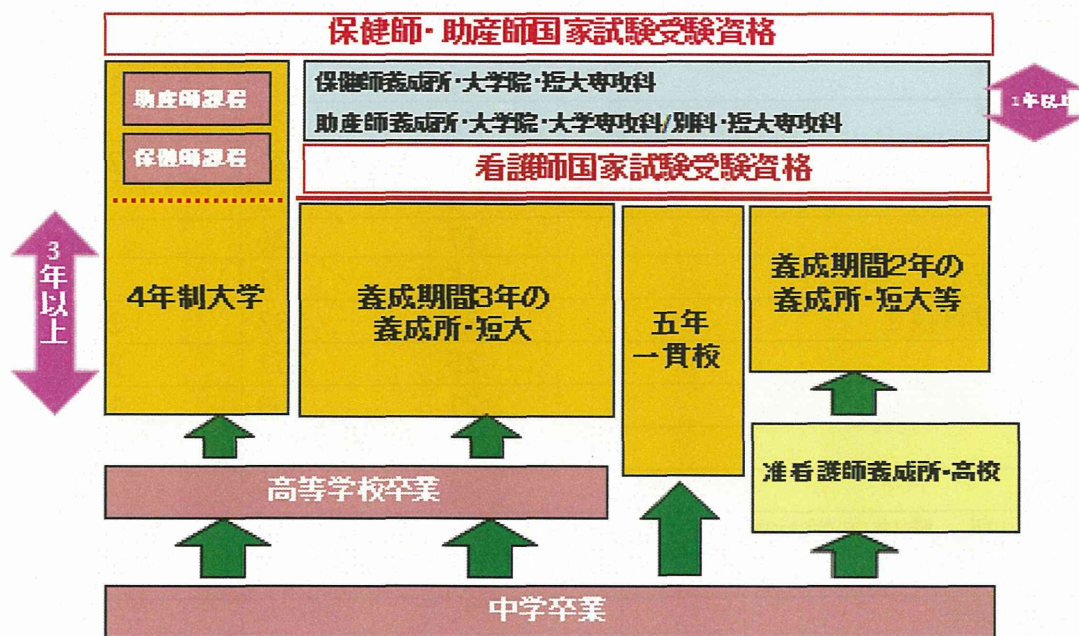 保健師・助産師国家試験受験資格
助産師課程
保健師課程
保健師養成所・大学院・短大専攻科
助産師養成所・大学院・大学専攻科/別科・短大専攻科
1年以上
看護師国家試験受験資格
3年以上
4年制大学
養成期間3年の
養成所・短大
五年
一貫校
養成期間2年の
養成所・短大等
准看護師養成所・高校
高等学校卒業
中学卒業